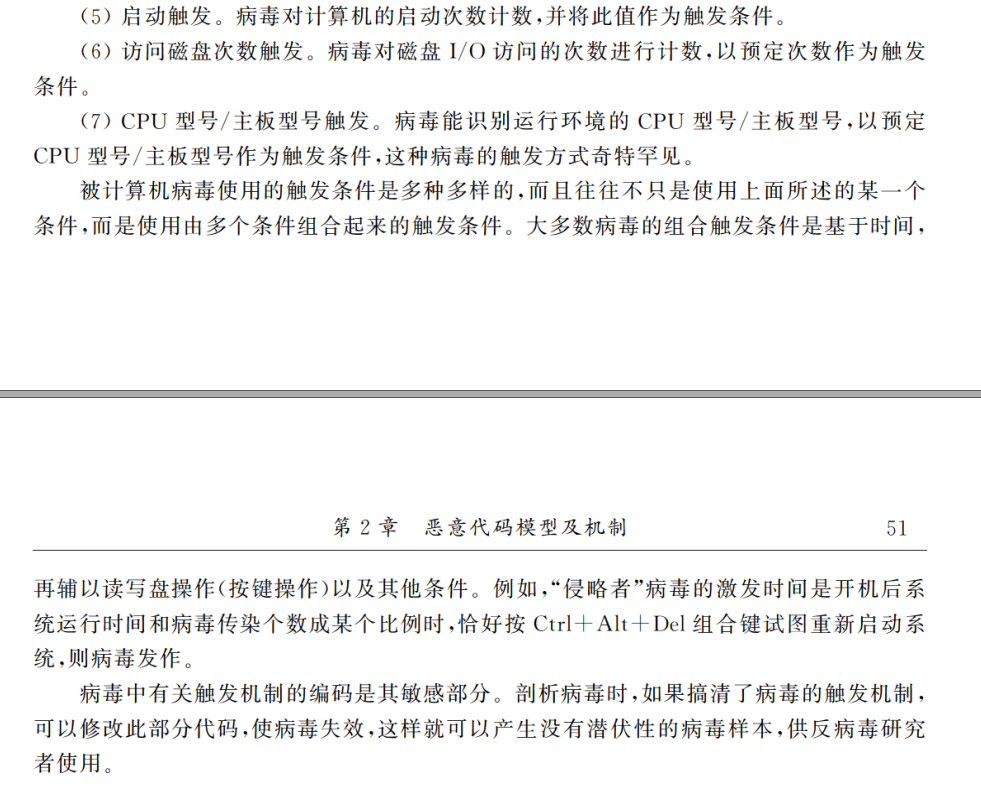 （5）启动触发。病毒对计算机的启动次数计数,并将此值作为触发条件。
（6）访问磁盘次数触发。病毒对磁盘 I/O 访问的次数进行计数,以预定次数作为触发
条件。
（7）CPU 型号/主板型号触发。病毒能识别运行环境的 CPU 型号/主板型号,以预定
CPU 型号/主板型号作为触发条件,这种病毒的触发方式奇特罕见。
被计算机病毒使用的触发条件是多种多样的,而且往往不只是使用上面所述的某一个
条件,而是使用由多个条件组合起来的触发条件。大多数病毒的组合触发条件是基于时间,
第 2 章　恶意代码模型及机制　51
再辅以读写盘操作(按键操作)以及其他条件。例如,“侵略者”病毒的激发时间是开机后系
统运行时间和病毒传染个数成某个比例时,恰好按 Ctrl+Alt+Del 组合键试图重新启动系
统,则病毒发作。
病毒中有关触发机制的编码是其敏感部分。剖析病毒时,如果搞清了病毒的触发机制,
可以修改此部分代码,使病毒失效,这样就可以产生没有潜伏性的病毒样本,供反病毒研究
者使用。